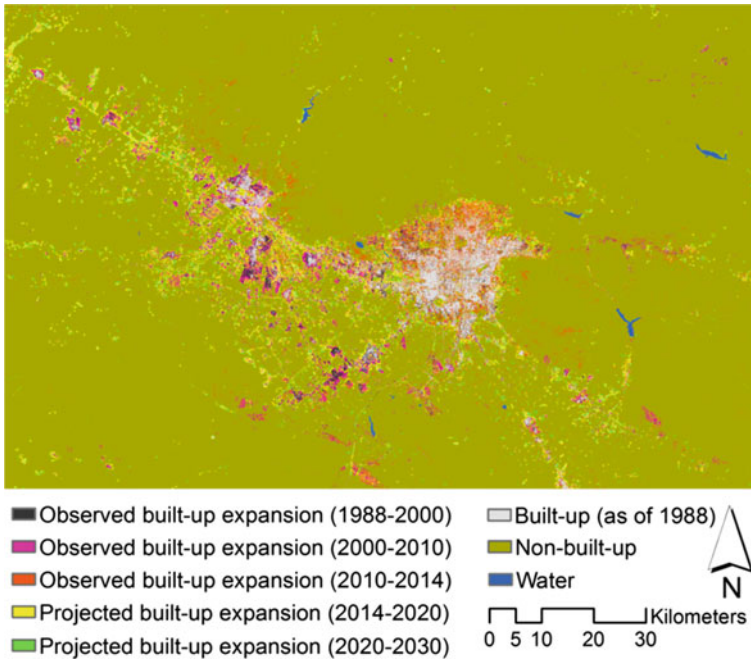 Observed built-up expansion (1988-2000)
Observed built-up expansion (2000-2010)
Observed built-up expansion (2010-2014)
Projected built-up expansion (2014-2020)
Projected built-up expansion (2020-2030)
Built-up (as of 1988)
Non-built-up
Water
N
Kilometers
0 5 10 20 30